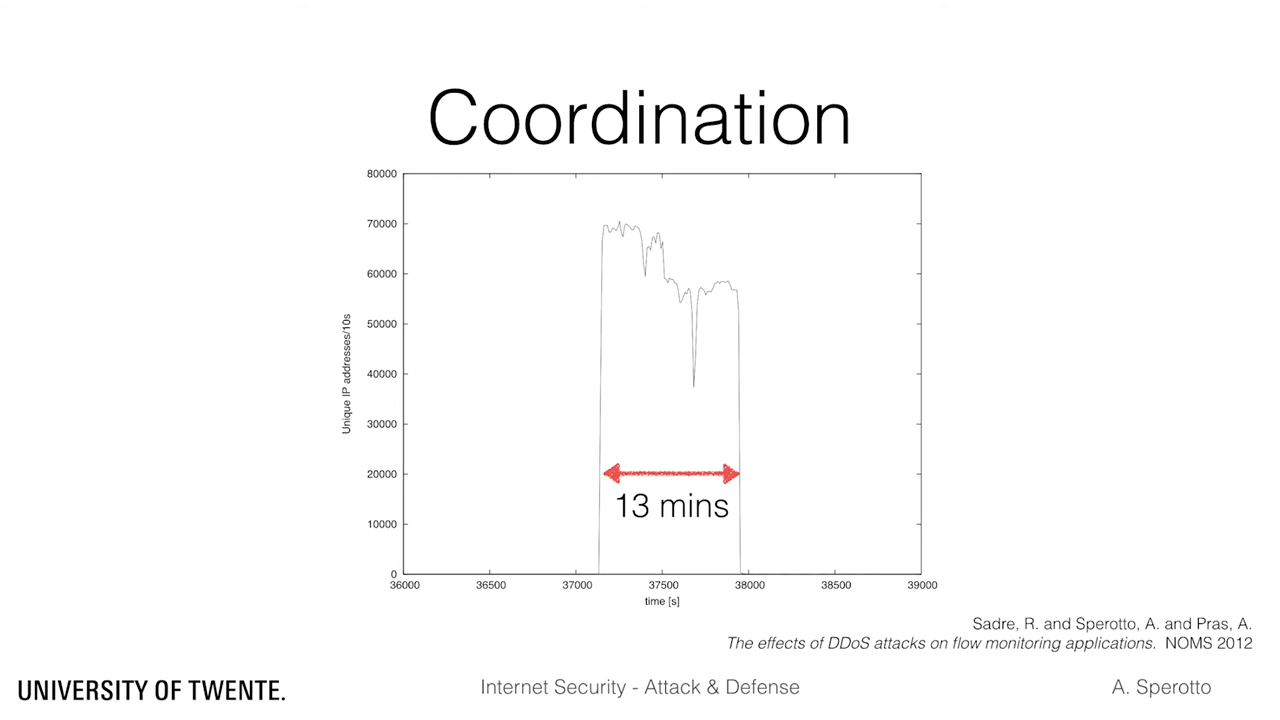 Coordination
80000
70000
60000
50000
40000
30000
20000
10000
0
Unique IP addresses/10s
13 mins
36000 36500 37000 37500 38000 38500 39000
time [s]
Sadre, R. and Sperotto, A. and Pras, A.
The effects of DDoS attacks on flow monitoring applications. NOMS 2012
UNIVERSITY OF TWENTE. Internet Security - Attack & Defense A. Sperotto